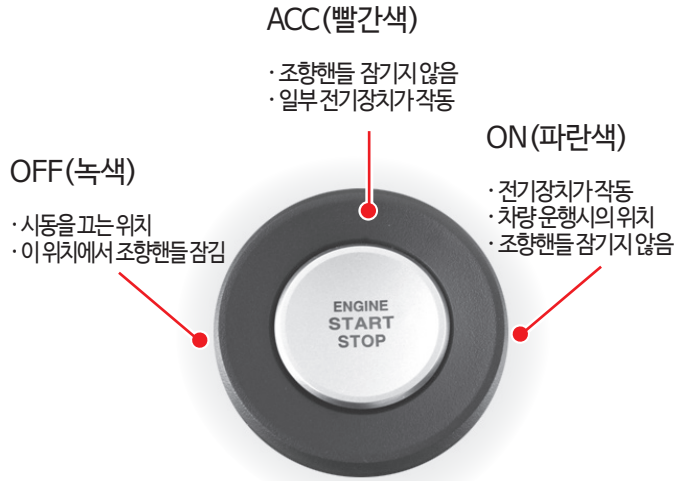 ACC(빨간색)
· 조향핸들 잠기지 않음
· 일부 전기장치가 작동
ON(파란색)
· 전기장치가 작동
· 차량 운행시의 위치
· 조향핸들 잠기지 않음
OFF(녹색)
· 시동을 끄는 위치
· 이 위치에서 조향핸들 잠김
ENGINE
START
STOP